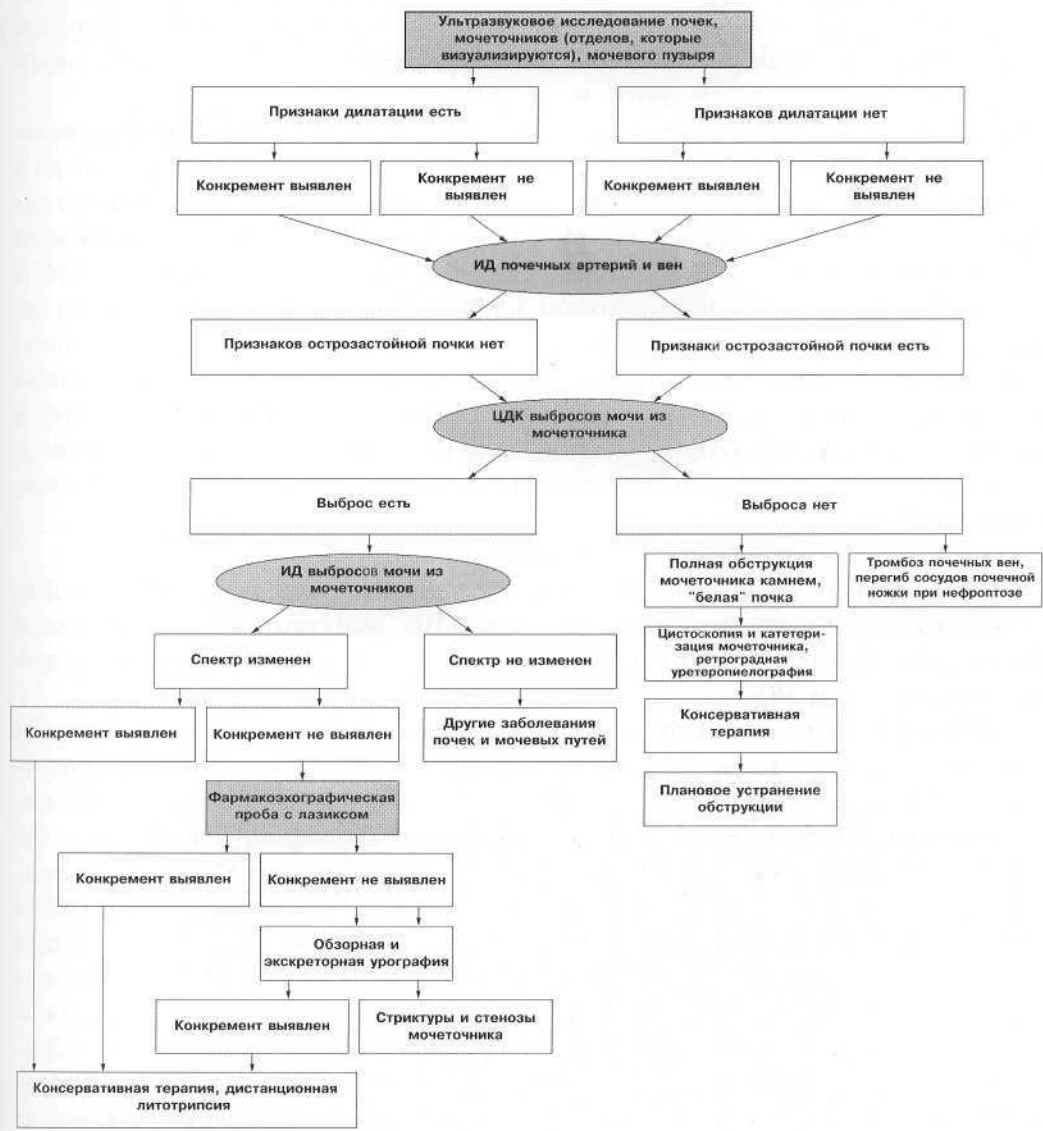 Ультразвуковое исследование почек,
мочеточников (отделов, которые
визуализируются), мочевого пузыря
Признаки дилатации есть
Признаков дилатации нет
Конкремент выявлен
Конкремент не
выявлен
Конкремент выявлен
Конкремент не
выявлен
ИД почечных артерий и вен
Признаков острозастойной почки нет
Признаки острозастойной почки есть
ЦДК выбросов мочи из
мочеточника
Выброс есть
Выброса нет
ИД выбросов мочи из
мочеточников
Полная обструкция
мочеточника камнем,
"белая" почка
Тромбоз почечных вен,
перегиб сосудов почечной
ножки при нефроптозе
Спектр изменен
Спектр не изменен
Цистоскопия и катетери-
зация мочеточника,
ретроградная
уретеропиелография
Конкремент выявлен
Конкремент не выявлен
Другие заболевания
почек и мочевых путей
Консервативная
терапия
Фармакоэхографическая
проба с лазиксом
Плановое устранение
обструкции
Конкремент выявлен
Конкремент не выявлен
Обзорная и
экскреторная урография
Конкремент выявлен
Стриктуры и стенозы
мочеточника
Консервативная терапия, дистанционная
литотрипсия